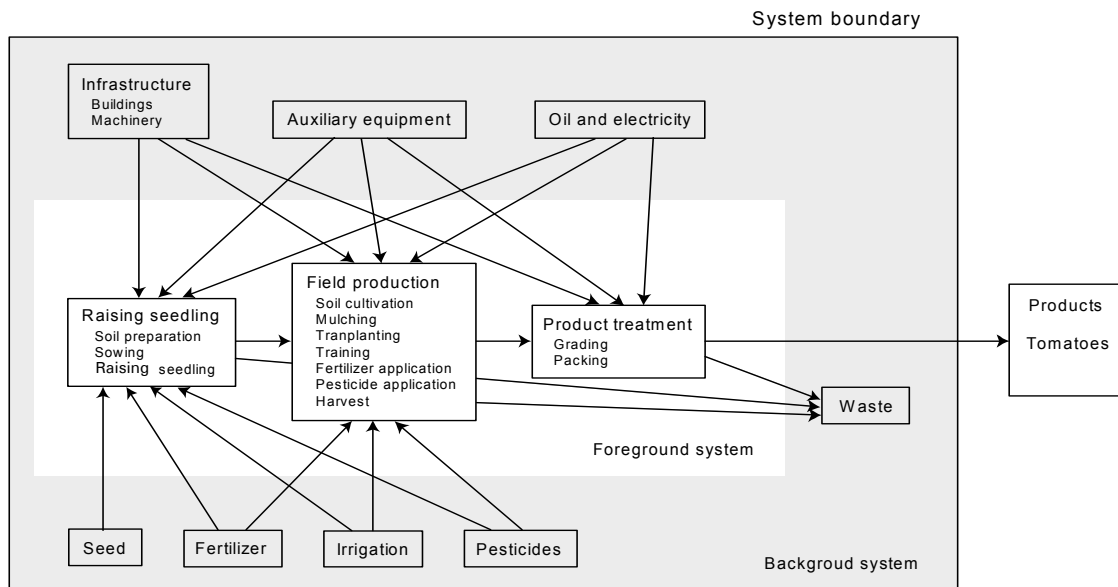 System boundary
Infrastructure
Buildings
Machinery
Auxiliary equipment
Oil and electricity
Raising seedling
Soil preparation
Sowing
Raising seedling
Field production
Soil cultivation
Mulching
Tranplanting
Training
Fertilizer application
Pesticide application
Harvest
Product treatment
Grading
Packing
Products
Tomatoes
Waste
Foreground system
Seed
Fertilizer
Irrigation
Pesticides
Backgroud system